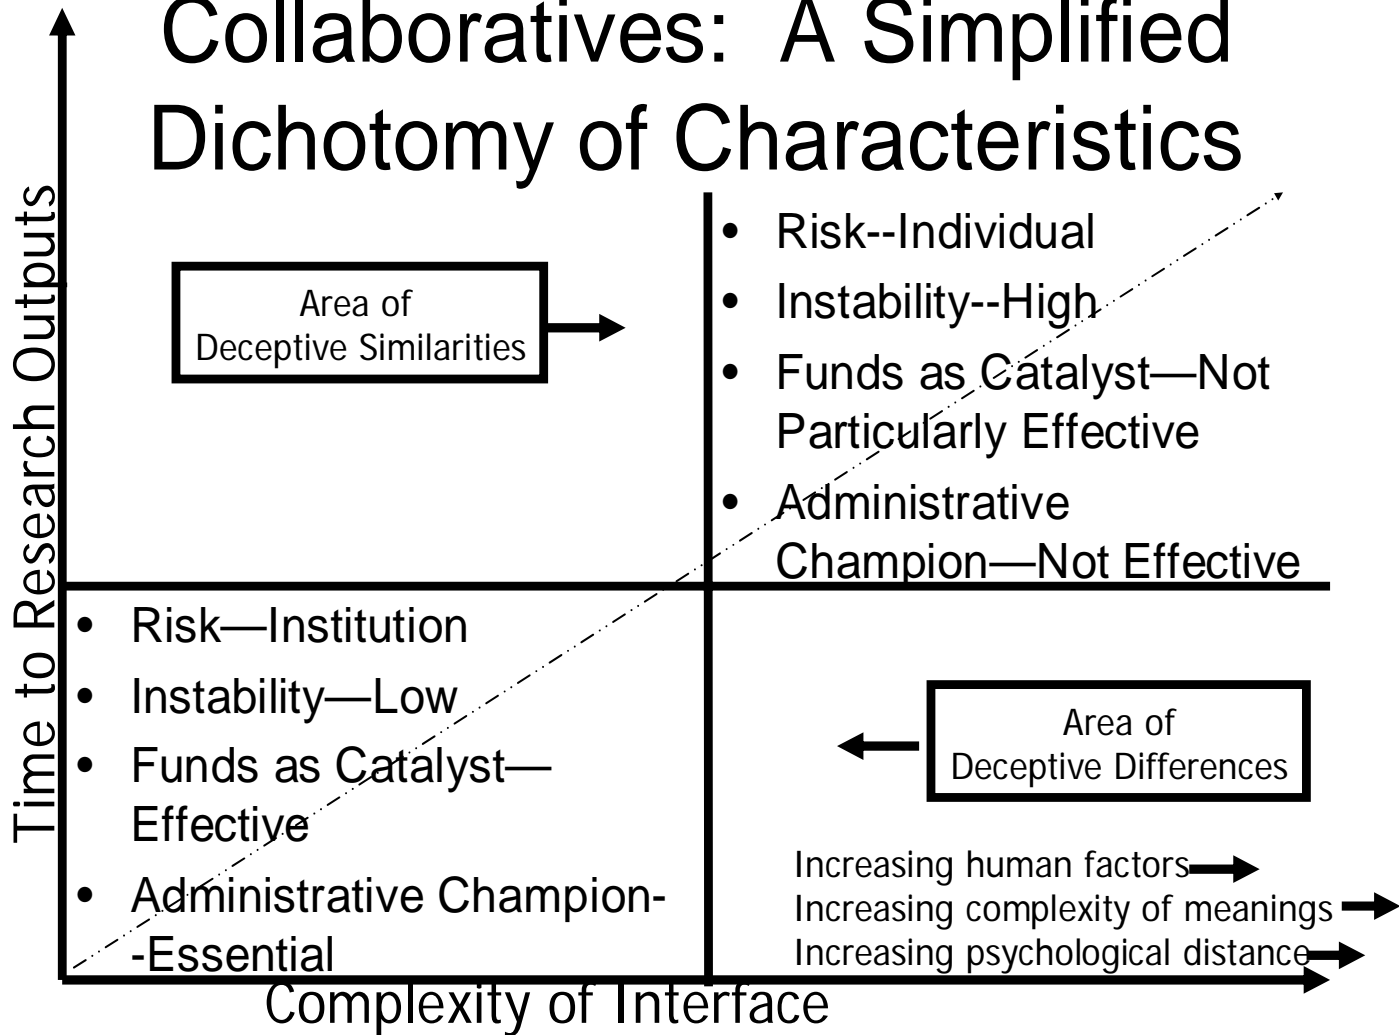 Collaboratives: A Simplified
Dichotomy of Characteristics
Time to Research Outputs
Area of
Deceptive Similarities
• Risk--Individual
• Instability--High
• Funds as Catalyst—Not
Particularly Effective
• Administrative
Champion—Not Effective
• Risk—Institution
• Instability—Low
• Funds as Catalyst—
Effective
• Administrative Champion-
-Essential
Area of
Deceptive Differences
Increasing human factors
Increasing complexity of meanings
Increasing psychological distance
Complexity of Interface